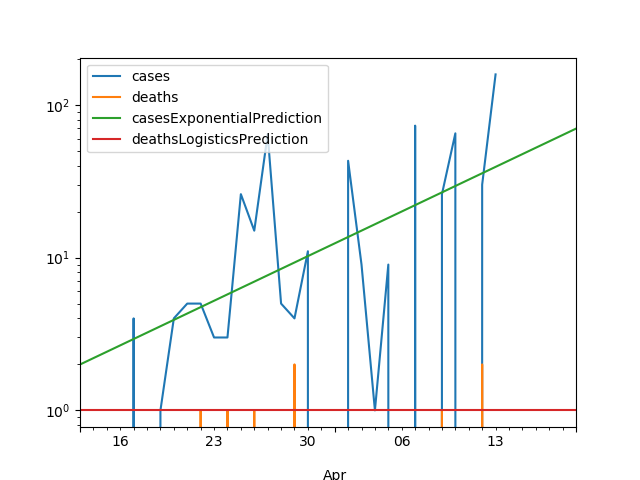 cases
deaths
casesExponentialPrediction
deathsLogisticsPrediction
10²
10¹
10⁰
16 23 30 06 13
Apr